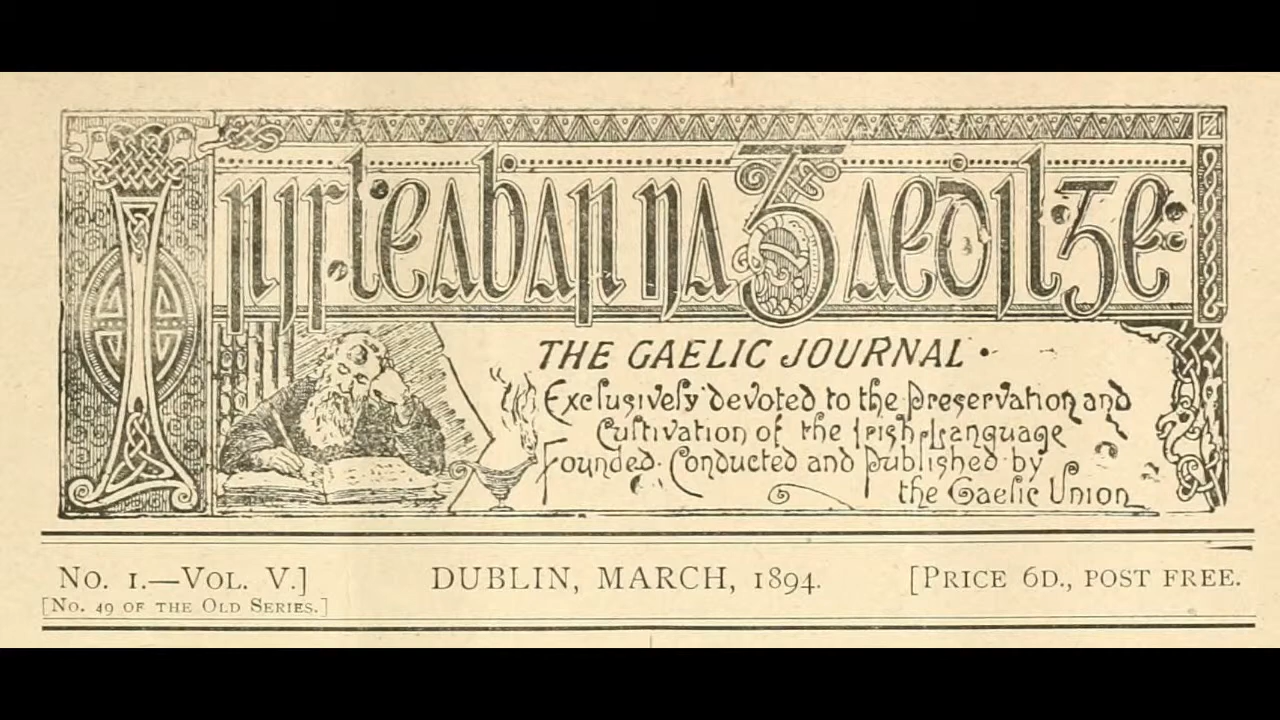 Irisleaḃar na Gaeḋilge:
THE GAELIC JOURNAL •
Exclusively devoted to the Preservation and
Cultivation of the Irish Language
Founded. Conducted and Published by
the Gaelic Union
No. 1.—Vol. V.] DUBLIN, MARCH, 1894. [Price 6d., post free.
[No. 49 of the Old Series.]